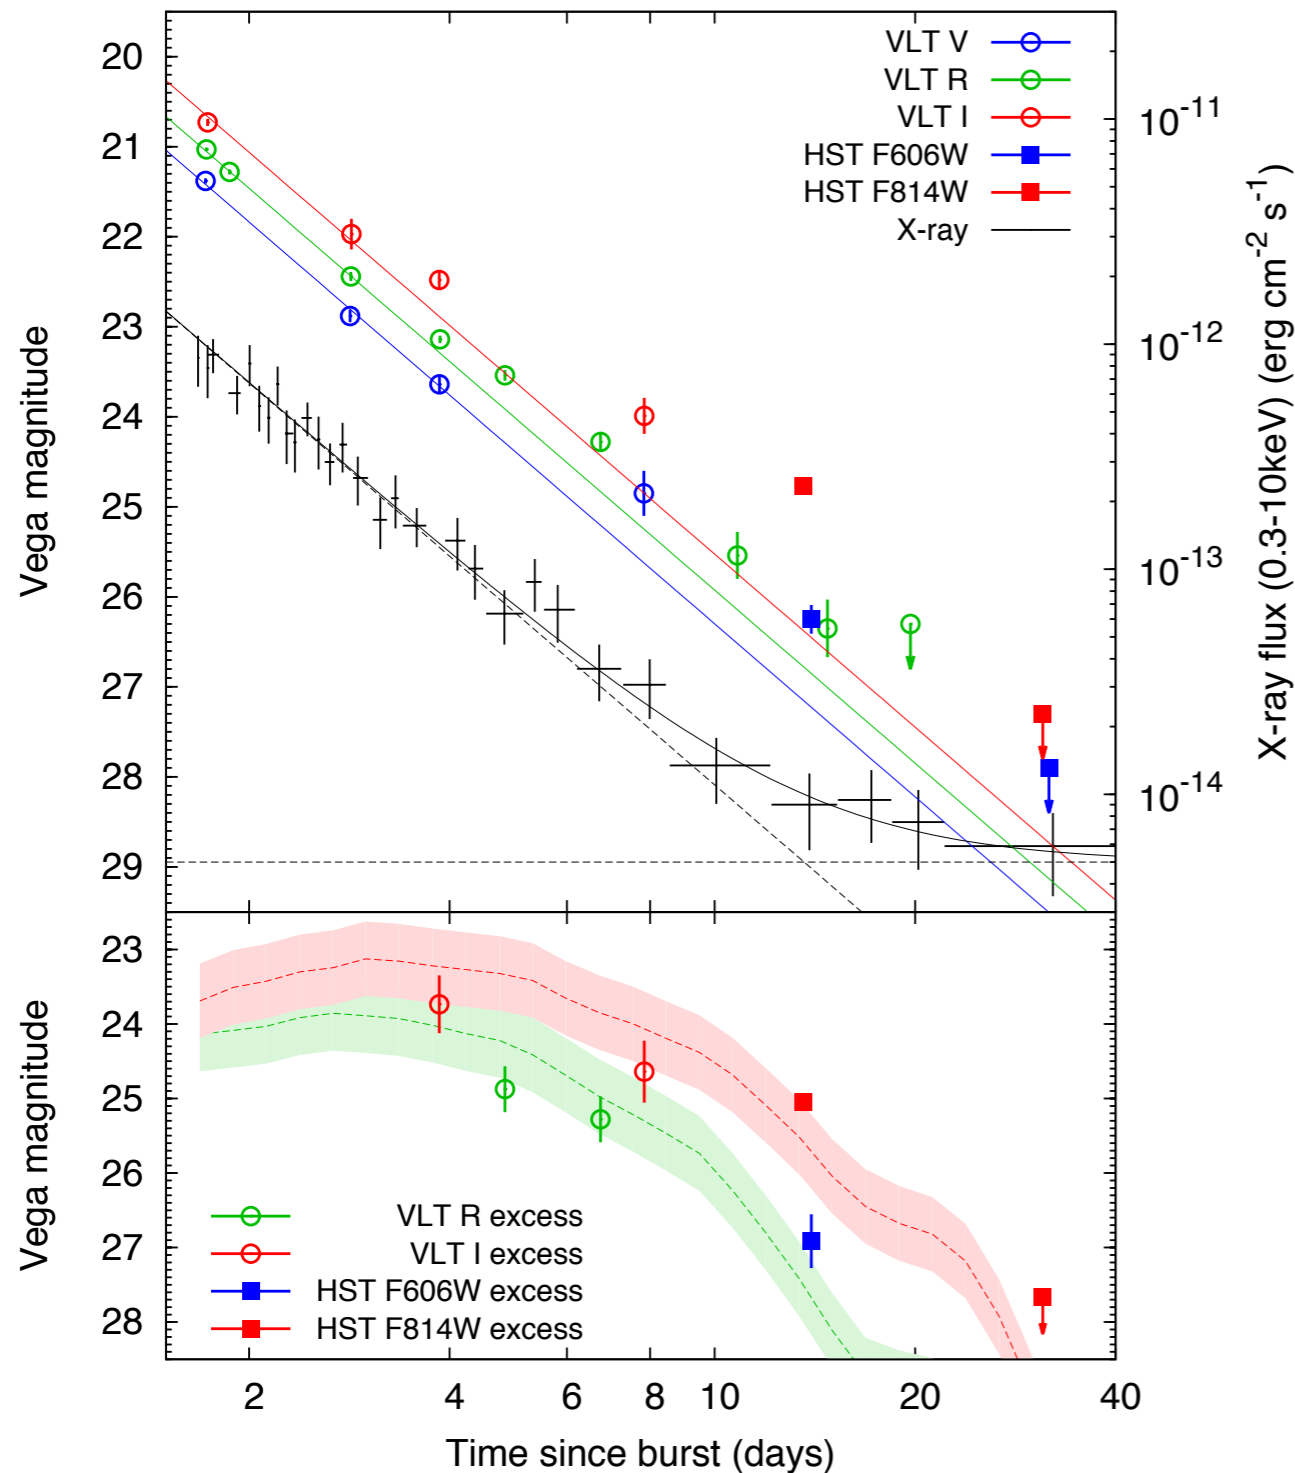 VLT V
VLT R
VLT I
HST F606W
HST F814W
X-ray
20
21
22
23
24
25
26
27
28
29
Vega magnitude
10^-11
10^-12
10^-13
10^-14
X-ray flux (0.3-10keV) (erg cm^-2 s^-1)
23
24
25
26
27
28
Vega magnitude
VLT R excess
VLT I excess
HST F606W excess
HST F814W excess
2 4 6 8 10 20 40
Time since burst (days)